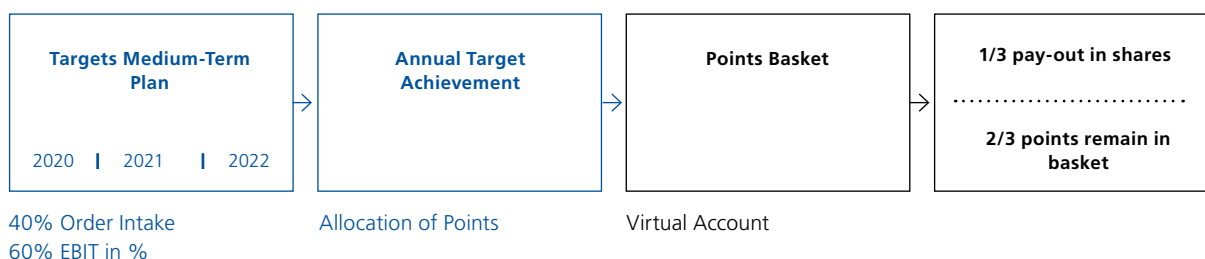 Targets Medium-Term
Plan
2020 | 2021 | 2022
Annual Target
Achievement
Points Basket
1/3 pay-out in shares
2/3 points remain in
basket
40% Order Intake
60% EBIT in %
Allocation of Points
Virtual Account